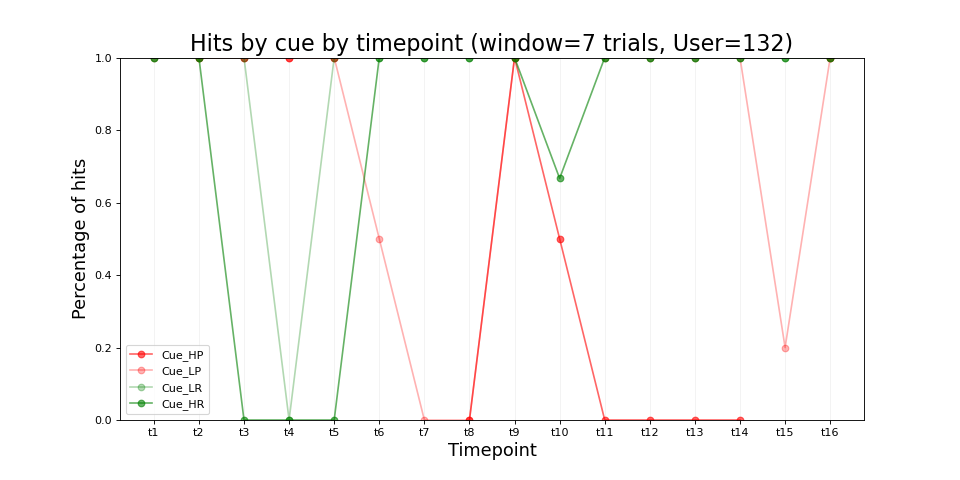 Hits by cue by timepoint (window=7 trials, User=132)
Percentage of hits
1.0
0.8
0.6
0.4
0.2
0.0
Cue_HP
Cue_LP
Cue_LR
Cue_HR
t1 t2 t3 t4 t5 t6 t7 t8 t9 t10 t11 t12 t13 t14 t15 t16
Timepoint